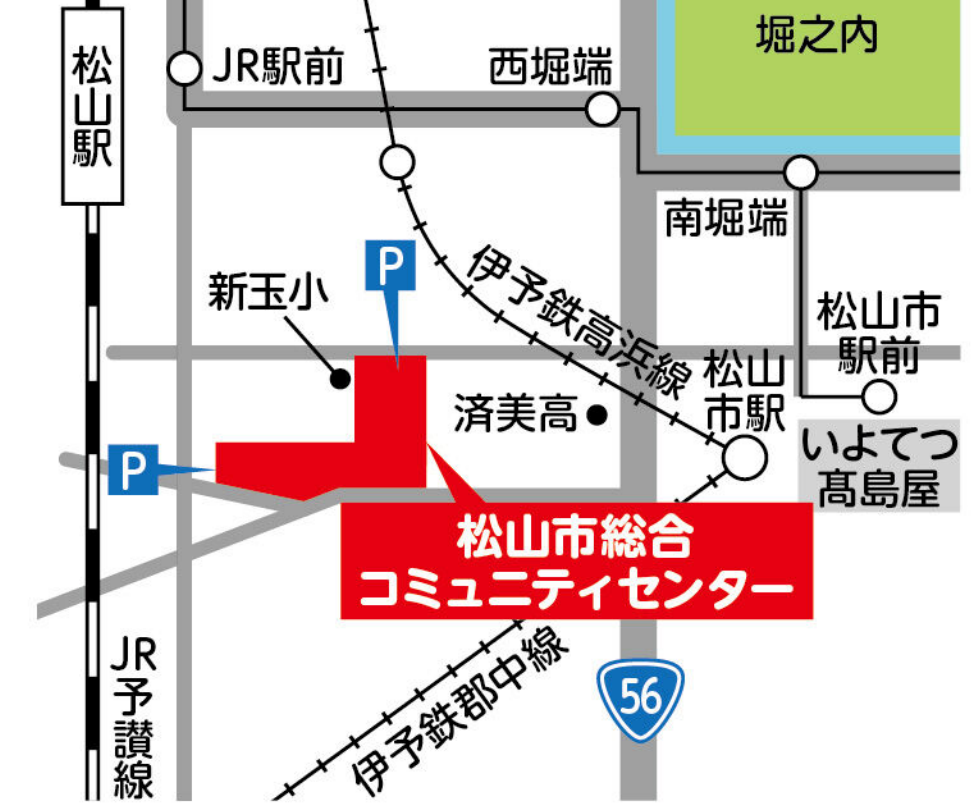 堀之内
JR駅前
西堀端
松山駅
南堀端
P
伊予鉄高浜線
新玉小
松山市
駅前
松山
市駅
済美高
いよてつ
髙島屋
P
松山市総合
コミュニティセンター
JR予讃線
伊予鉄郡中線
56